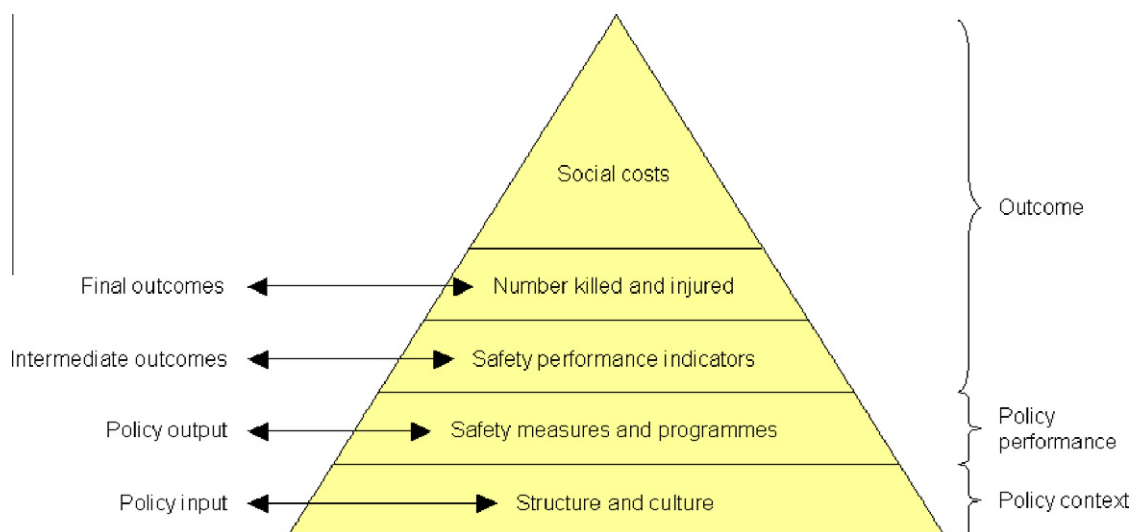 Social costs
Outcome
Final outcomes
Number killed and injured
Intermediate outcomes
Safety performance indicators
Policy output
Safety measures and programmes
Policy
performance
Policy input
Structure and culture
Policy context